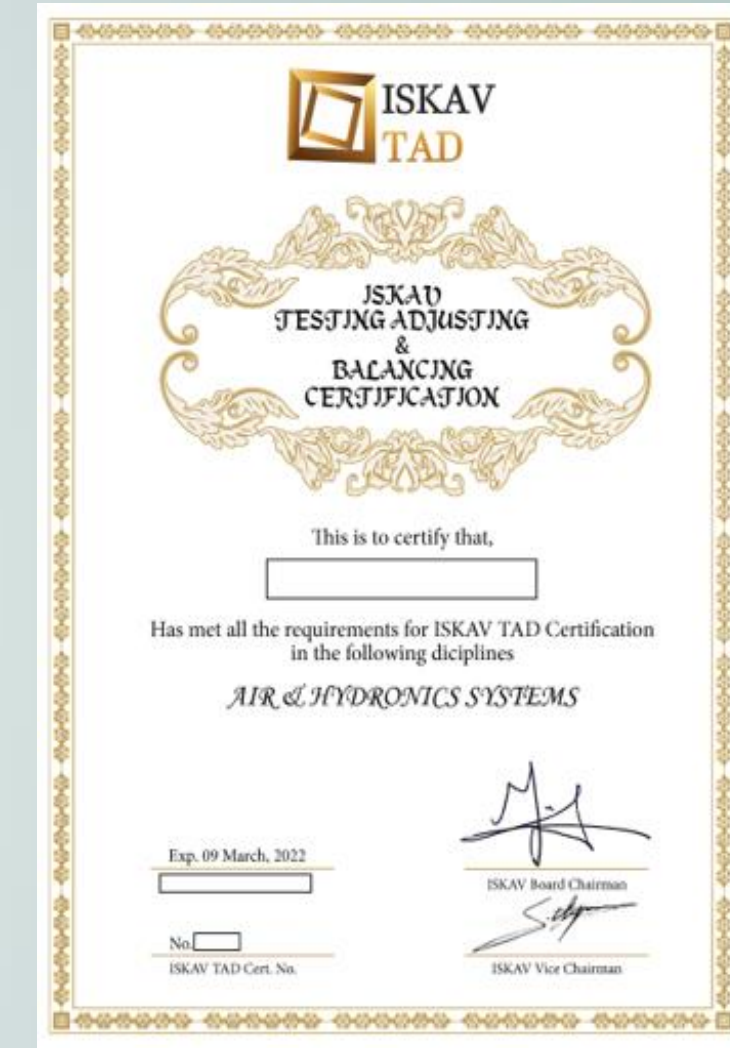 ISKAV
TAD
ISKAV
TESTING ADJUSTING
&
BALANCING
CERTIFICATION
This is to certify that,
Has met all the requirements for ISKAV TAD Certification
in the following diciplines
AIR & HYDRONICS SYSTEMS
Exp. 09 March, 2022
ISKAV Board Chairman
No.
ISKAV TAD Cert. No.
ISKAV Vice Chairman